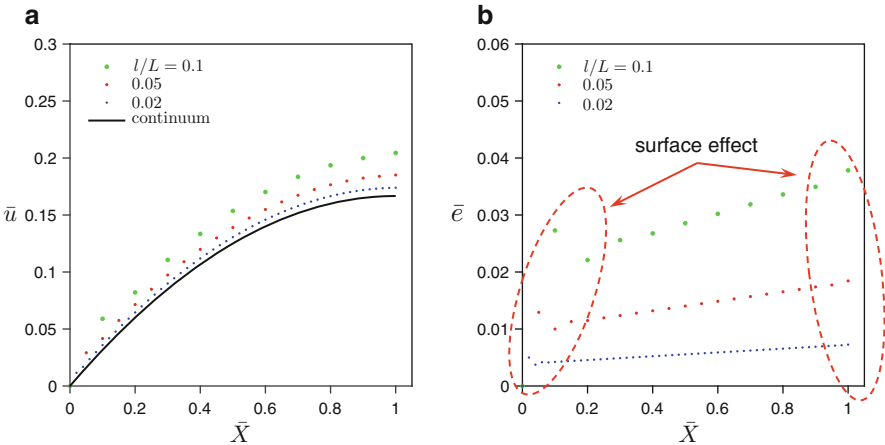 a
0.3
0.25
0.2
0.15
0.1
0.05
0
ū
l/L = 0.1
0.05
0.02
continuum
0 0.2 0.4 0.6 0.8 1
X̄
b
0.06
0.05
0.04
0.03
0.02
0.01
0
ē
l/L = 0.1
0.05
0.02
surface effect
0 0.2 0.4 0.6 0.8 1
X̄